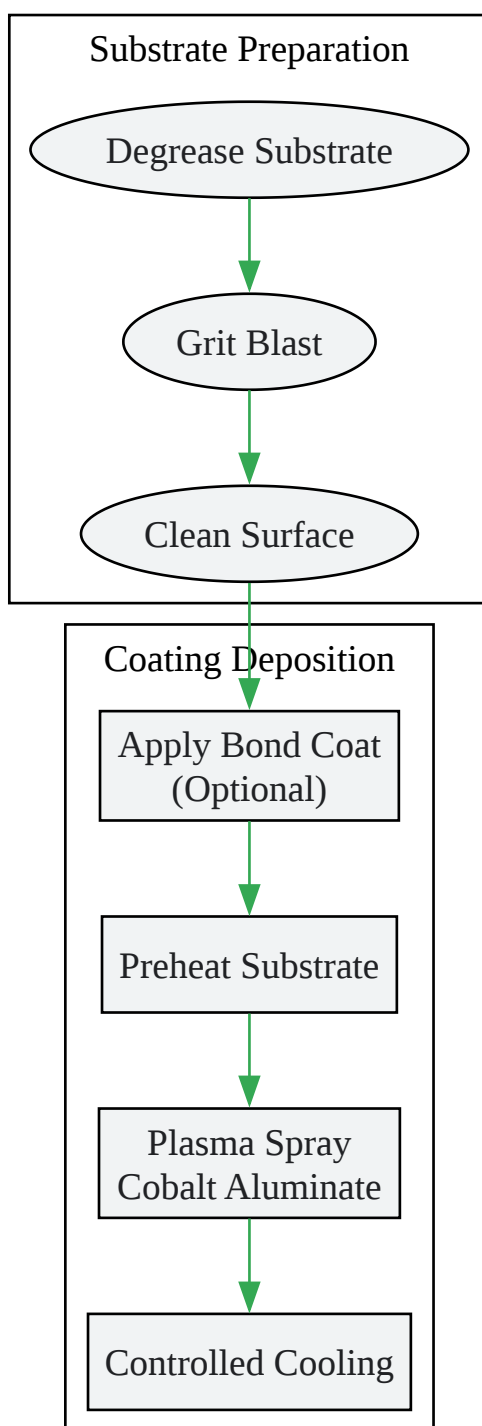 Substrate Preparation
Degrease Substrate
Grit Blast
Clean Surface
Coating Deposition
Apply Bond Coat
(Optional)
Preheat Substrate
Plasma Spray
Cobalt Aluminate
Controlled Cooling